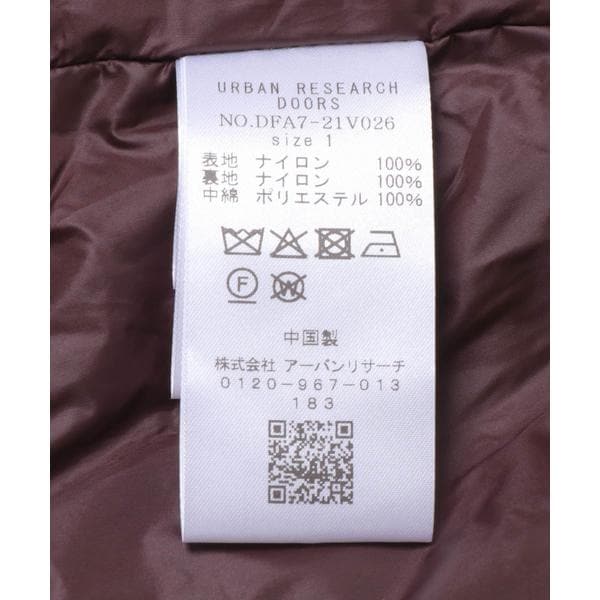 URBAN RESEARCH
DOORS
NO.DFA7-21V026
size 1
表地 ナイロン 100%
裏地 ナイロン 100%
中綿 ポリエステル 100%
F W
中国製
株式会社 アーバンリサーチ
0120-967-013
183